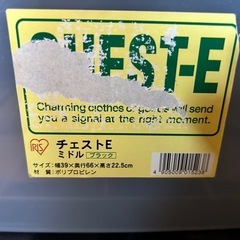 CHEST-E
Charming clothes of good will send
you a signal at the right moment.
IRIS
チェストE
ミドル ブラック
サイズ：幅39×奥行66×高さ22.5cm
材 質：ポリプロピレン